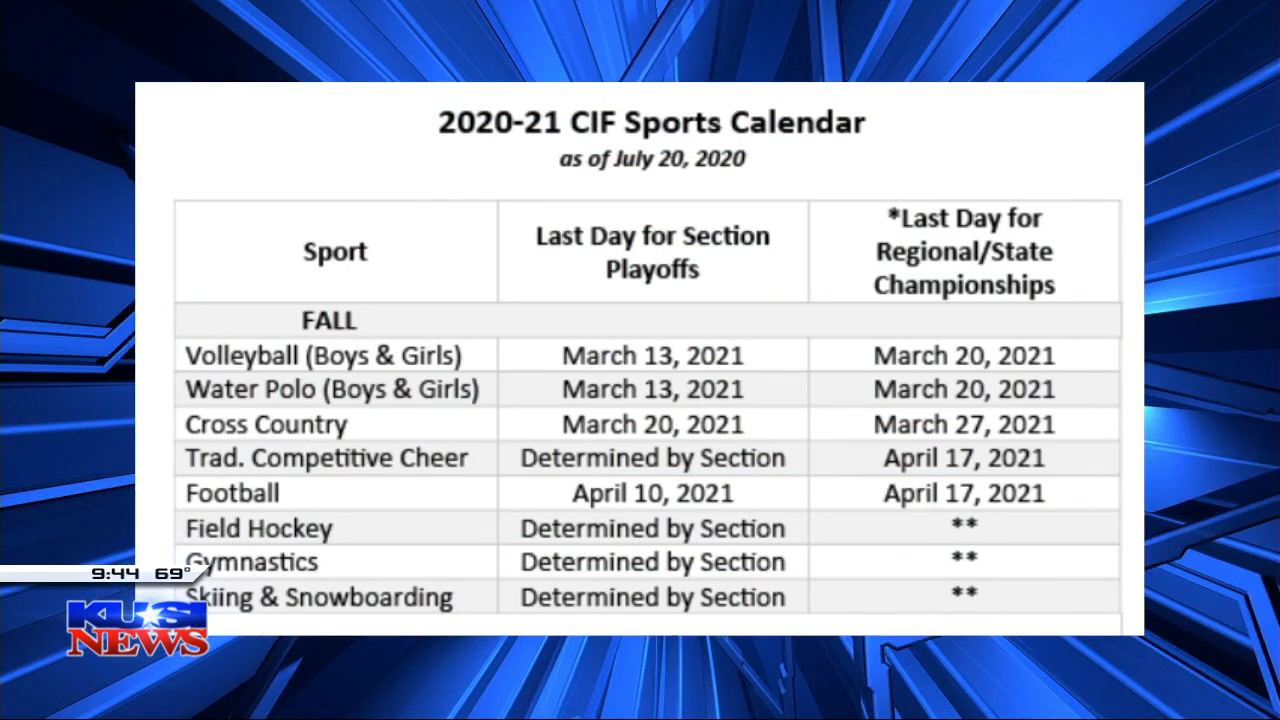 2020-21 CIF Sports Calendar
as of July 20, 2020
Sport
Last Day for Section
Playoffs
*Last Day for
Regional/State
Championships
FALL
Volleyball (Boys & Girls) March 13, 2021 March 20, 2021
Water Polo (Boys & Girls) March 13, 2021 March 20, 2021
Cross Country March 20, 2021 March 27, 2021
Trad. Competitive Cheer Determined by Section April 17, 2021
Football April 10, 2021 April 17, 2021
Field Hockey Determined by Section **
Gymnastics Determined by Section **
Skiing & Snowboarding Determined by Section **
9:44 69°
KUSI
NEWS